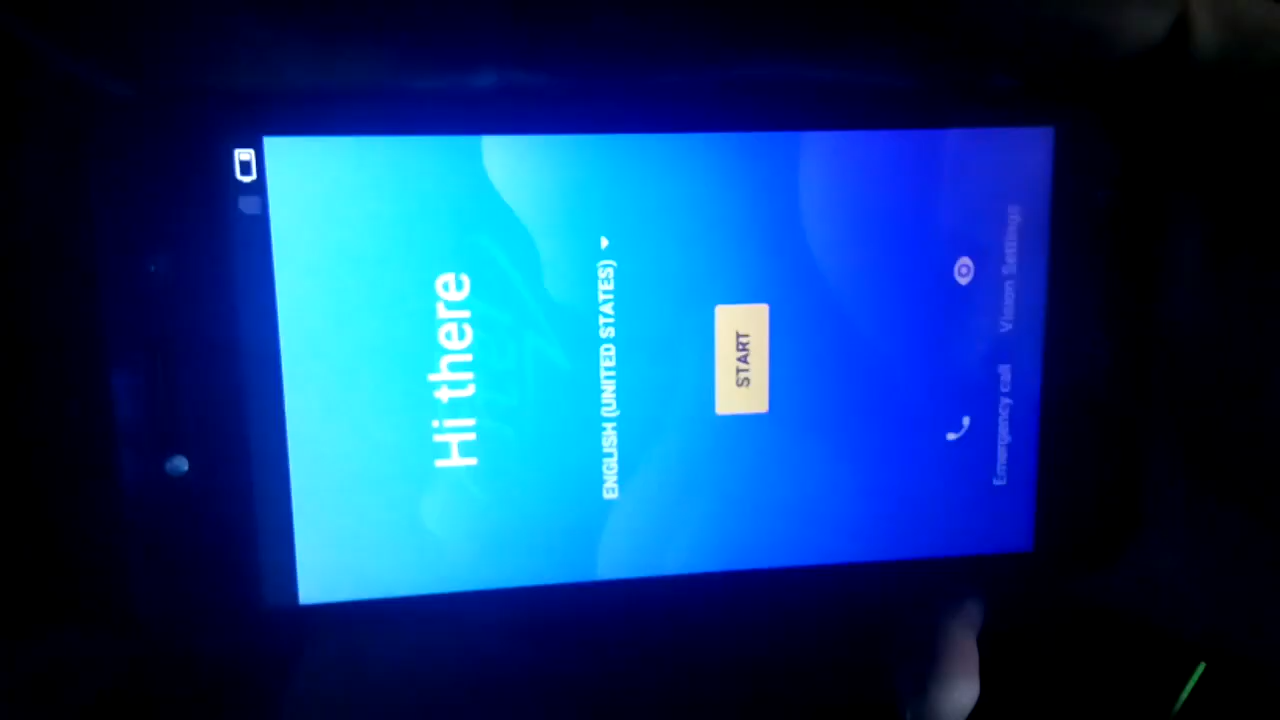 Hi there
ENGLISH (UNITED STATES)
START
Emergency call
Vision Settings